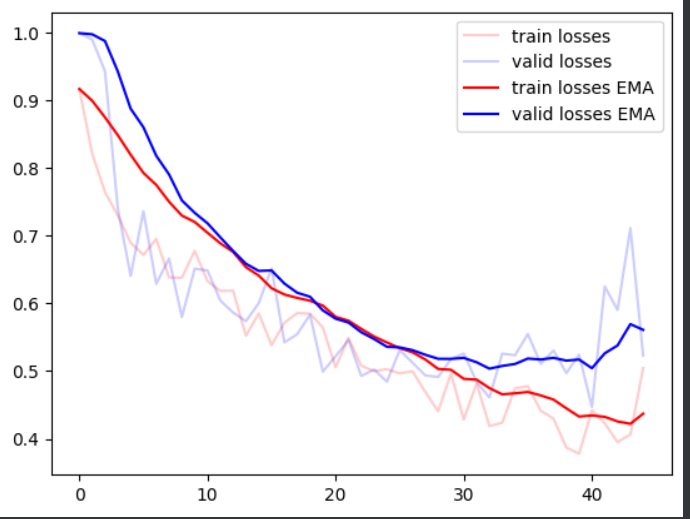 train losses
valid losses
train losses EMA
valid losses EMA
1.0
0.9
0.8
0.7
0.6
0.5
0.4
0 10 20 30 40